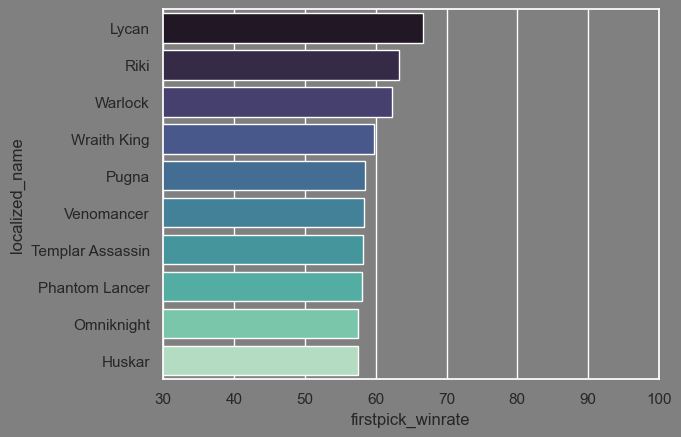 localized_name
Lycan
Riki
Warlock
Wraith King
Pugna
Venomancer
Templar Assassin
Phantom Lancer
Omniknight
Huskar
30 40 50 60 70 80 90 100
firstpick_winrate